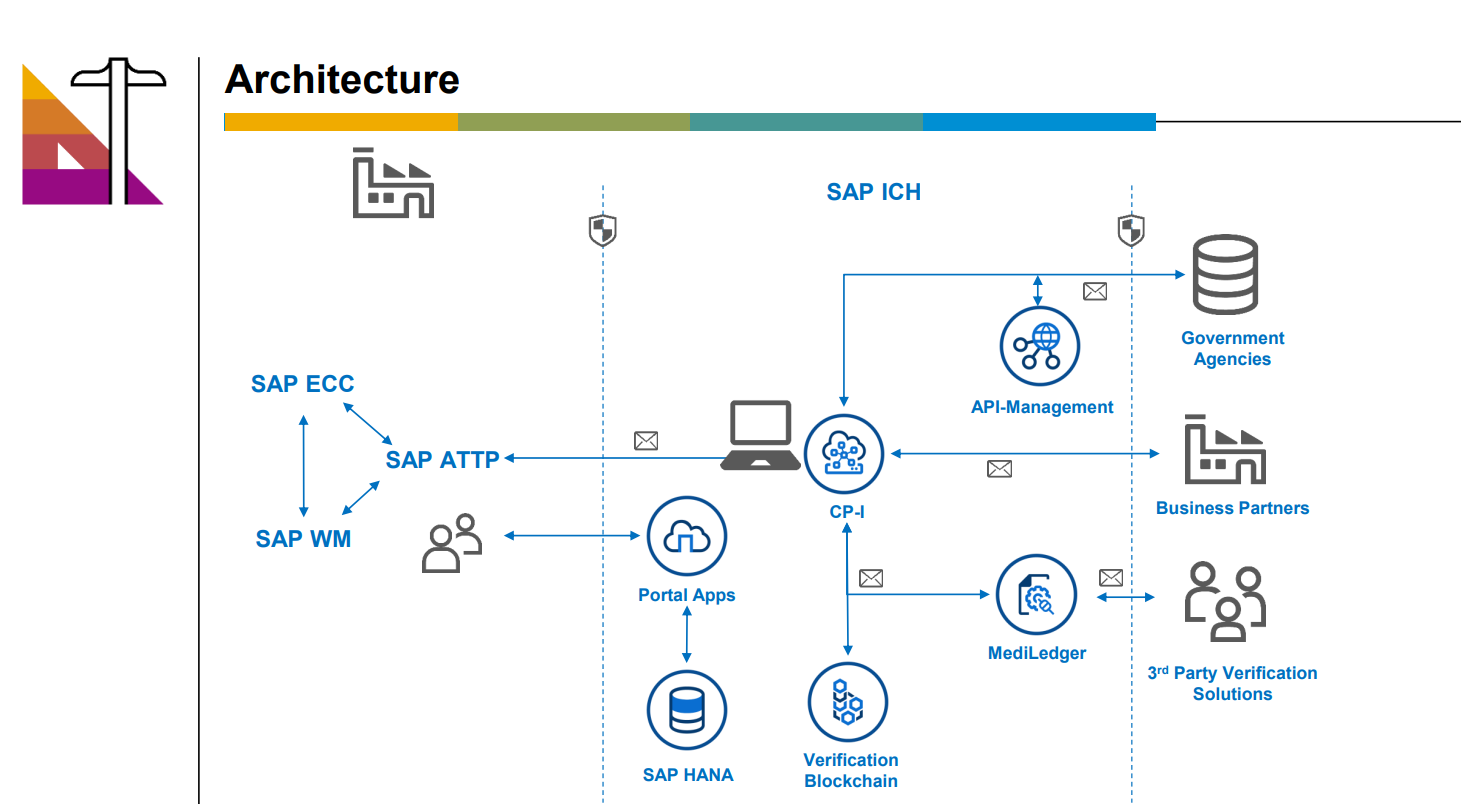 Architecture
SAP ICH
Government
Agencies
API-Management
SAP ECC
SAP ATTP
CP-I
Business Partners
SAP WM
Portal Apps
MediLedger
3rd Party Verification
Solutions
SAP HANA
Verification
Blockchain